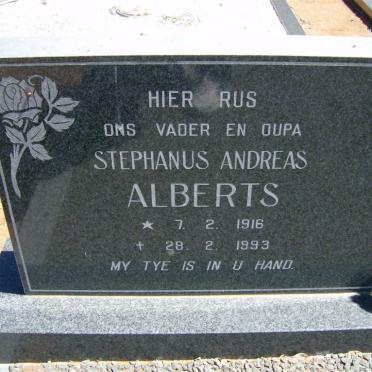 HIER RUS
ONS VADER EN OUPA
STEPHANUS ANDREAS
ALBERTS
★ 7. 2. 1916
+ 28. 2. 1993
MY TYE IS IN U HAND.